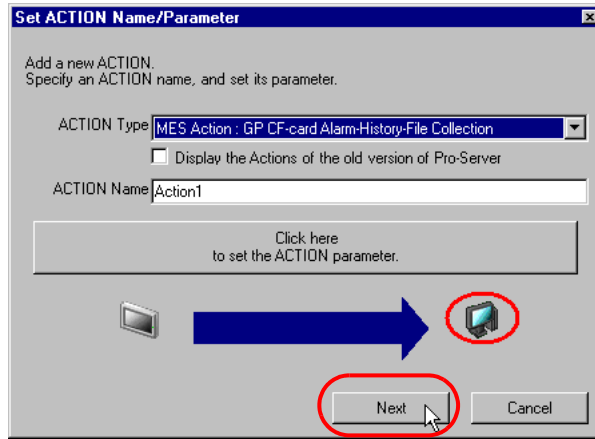 Set ACTION Name/Parameter
Add a new ACTION.
Specify an ACTION name, and set its parameter.
ACTION Type MES Action : GP CF-card Alarm-History-File Collection
Display the Actions of the old version of Pro-Server
ACTION Name Action1
Click here
to set the ACTION parameter.
Next Cancel